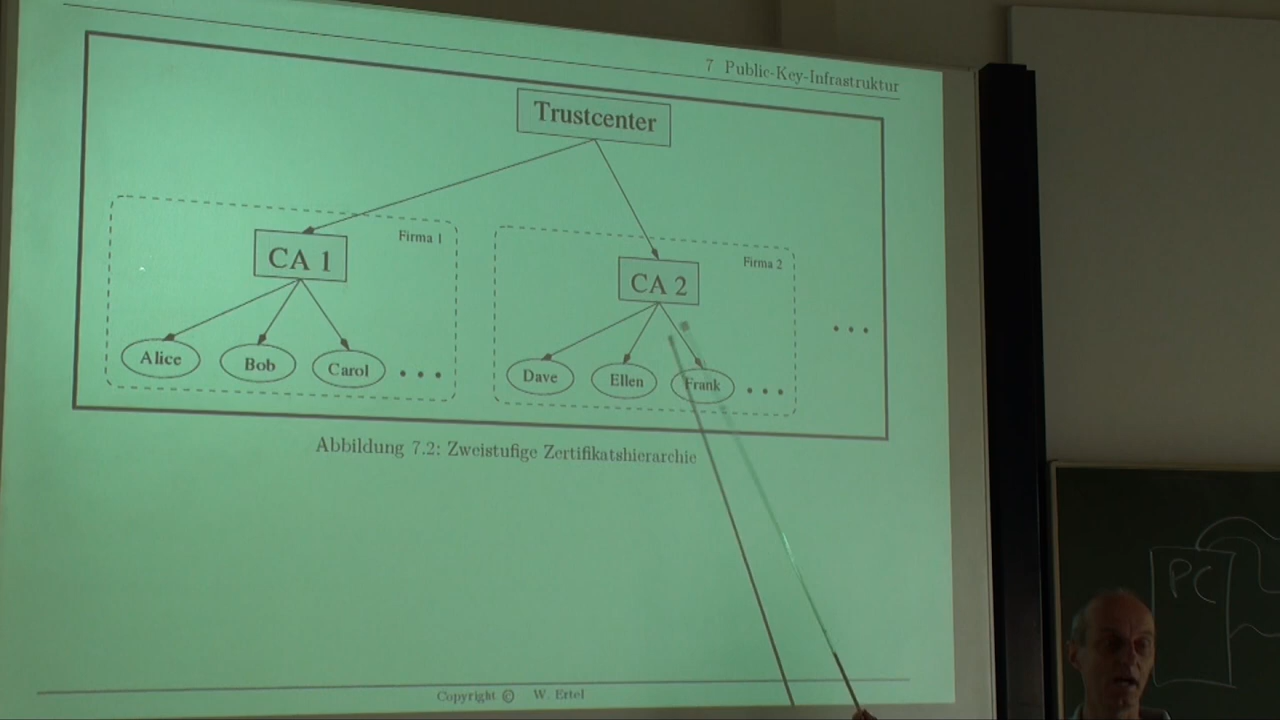 7 Public-Key-Infrastruktur
Trustcenter
Firma 1
CA 1
Firma 2
CA 2
Alice
Bob
Carol
Dave
Ellen
Frank
Abbildung 7.2: Zweistufige Zertifikatshierarchie
Copyright © W. Ertel
PC